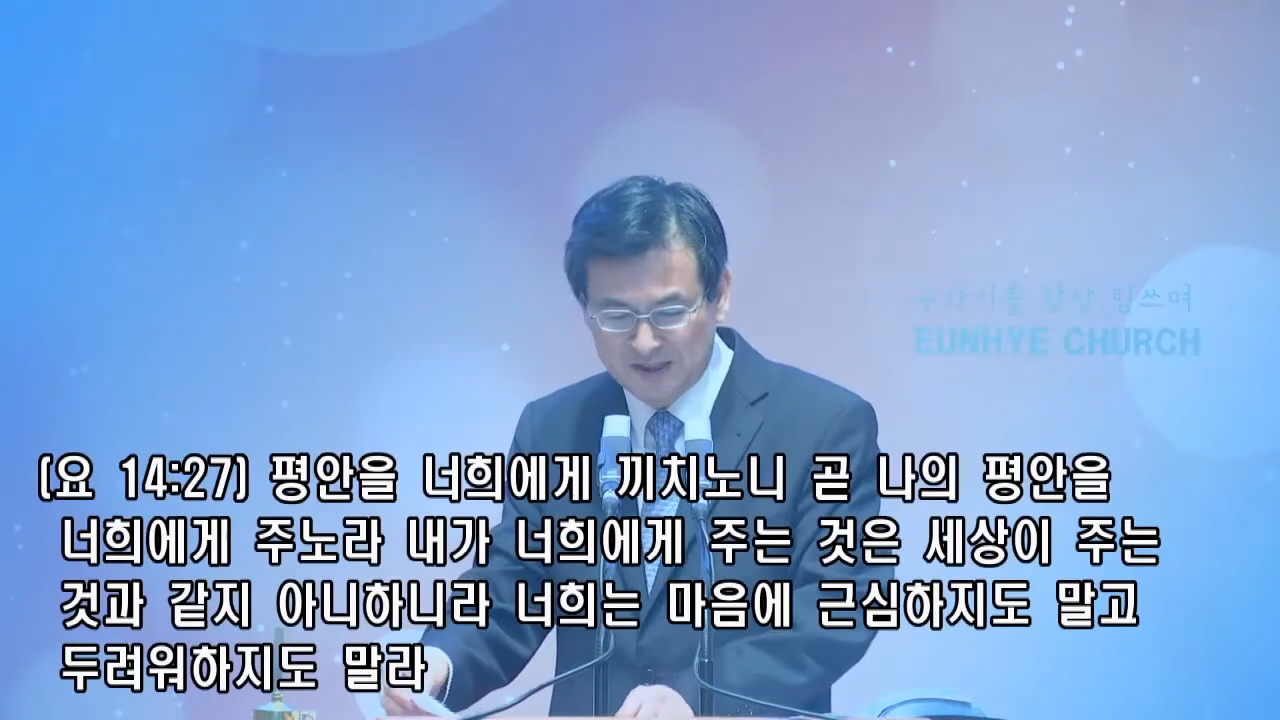 힘쓰며
EUNHYE CHURCH
(요 14:27) 평안을 너희에게 끼치노니 곧 나의 평안을
너희에게 주노라 내가 너희에게 주는 것은 세상이 주는
것과 같지 아니하니라 너희는 마음에 근심하지도 말고
두려워하지도 말라